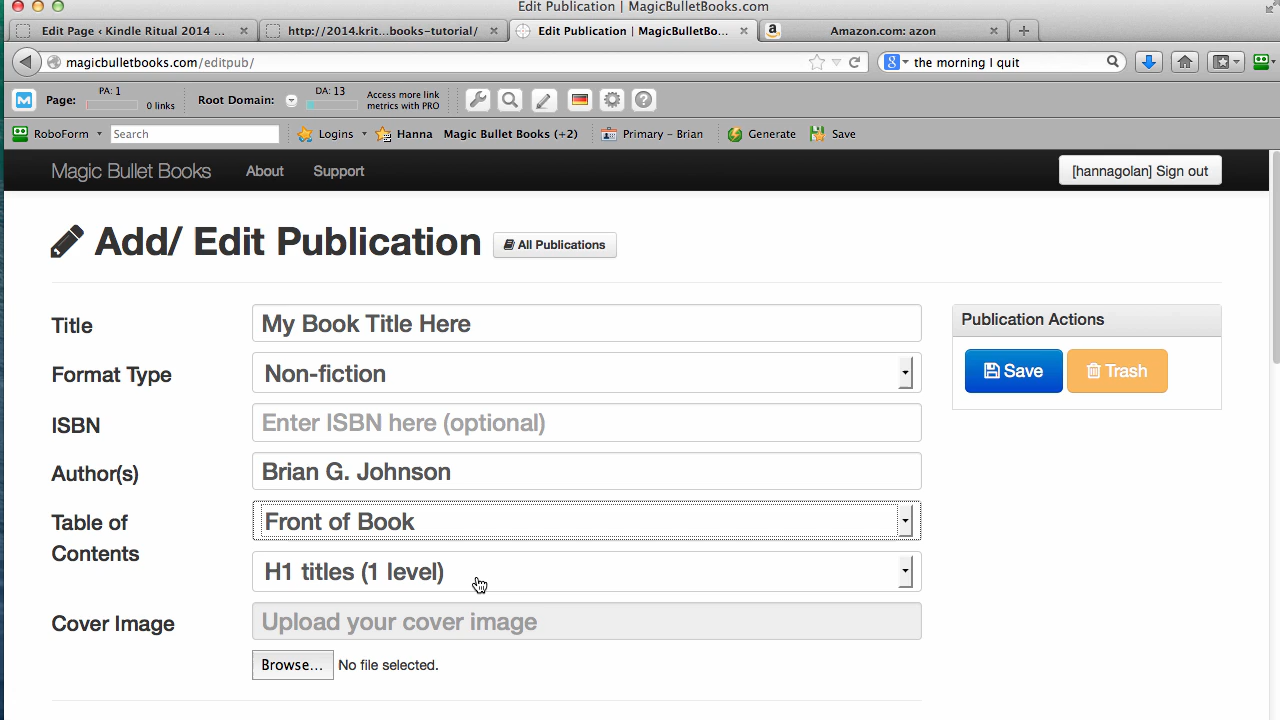 Edit Publication | MagicBulletBooks.com
Edit Page ‹ Kindle Ritual 2014 ...
http://2014.krit...books-tutorial/
Edit Publication | MagicBulletBo...
Amazon.com: azon
magicbulletbooks.com/editpub/
the morning I quit
Page:
PA: 1
0 links
Root Domain:
DA: 13
Access more link
metrics with PRO
RoboForm
Search
Logins
Hanna
Magic Bullet Books (+2)
Primary - Brian
Generate
Save
Magic Bullet Books
About
Support
[hannagolan] Sign out
Add/ Edit Publication
All Publications
Title
My Book Title Here
Publication Actions
Format Type
Non-fiction
Save
Trash
ISBN
Enter ISBN here (optional)
Author(s)
Brian G. Johnson
Table of
Contents
Front of Book
H1 titles (1 level)
Cover Image
Upload your cover image
Browse...
No file selected.